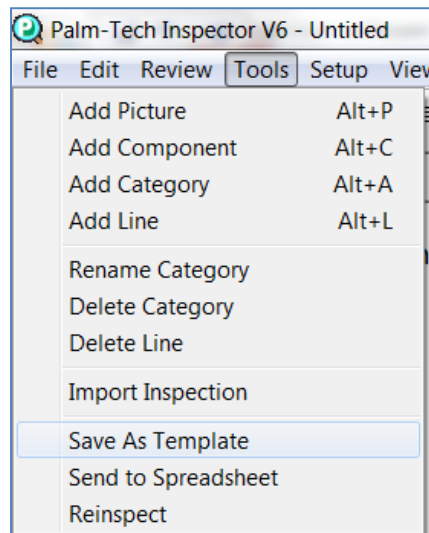 Palm-Tech Inspector V6 - Untitled
File Edit Review Tools Setup View
Add Picture Alt+P
Add Component Alt+C
Add Category Alt+A
Add Line Alt+L
Rename Category
Delete Category
Delete Line
Import Inspection
Save As Template
Send to Spreadsheet
Reinspect